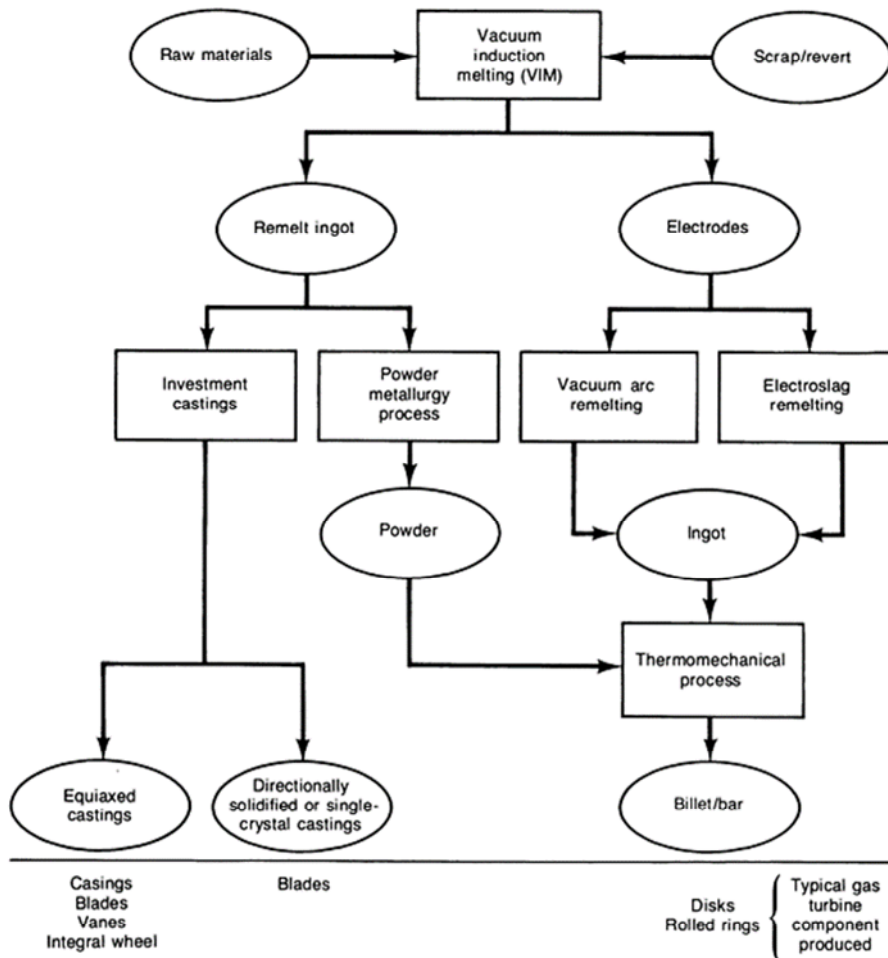 Raw materials
Vacuum
induction
melting (VIM)
Scrap/revert
Remelt ingot
Electrodes
Investment
castings
Powder
metallurgy
process
Vacuum arc
remelting
Electroslag
remelting
Powder
Ingot
Thermomechanical
process
Equiaxed
castings
Directionally
solidified or single-
crystal castings
Billet/bar
Casings
Blades
Vanes
Integral wheel
Blades
Disks
Rolled rings
Typical gas
turbine
component
produced